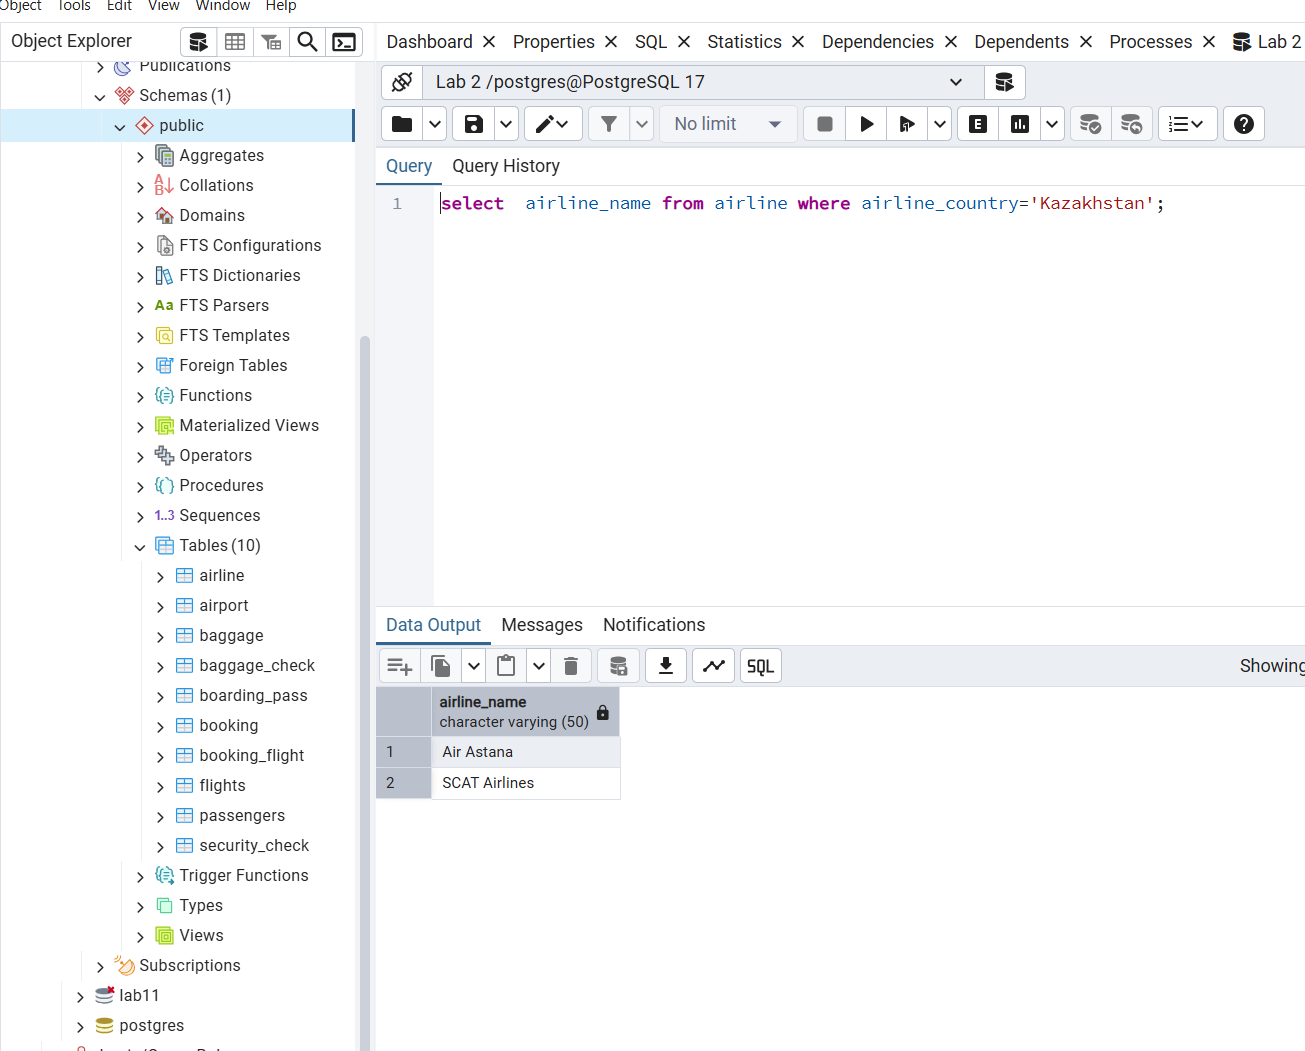 Object Tools Edit View Window Help
Object Explorer
Publications
Schemas (1)
public
Aggregates
Collations
Domains
FTS Configurations
FTS Dictionaries
Aa FTS Parsers
FTS Templates
Foreign Tables
Functions
Materialized Views
Operators
Procedures
1..3 Sequences
Tables (10)
airline
airport
baggage
baggage_check
boarding_pass
booking
booking_flight
flights
passengers
security_check
Trigger Functions
Types
Views
Subscriptions
lab11
postgres
Dashboard Properties SQL Statistics Dependencies Dependents Processes Lab 2
Lab 2 /postgres@PostgreSQL 17
No limit E
Query Query History
1 select  airline_name from airline where airline_country='Kazakhstan';
Data Output Messages Notifications
SQL Showing
airline_name
character varying (50)
1 Air Astana
2 SCAT Airlines